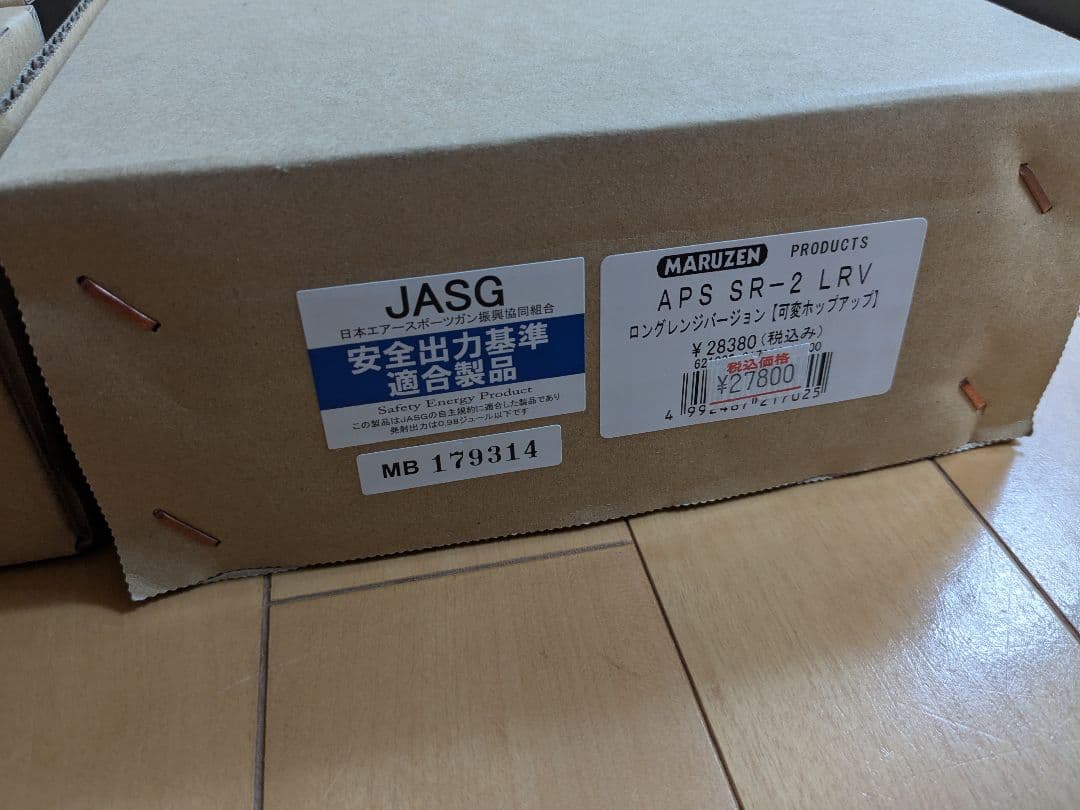 JASG
日本エアースポーツガン振興協同組合
安全出力基準
適合製品
Safety Energy Product
この製品はJASGの自主規約に適合した製品であり
発射出力は0.98ジュール以下です
MB 179314
MARUZEN PRODUCTS
APS SR-2 LRV
ロングレンジバージョン【可変ホップアップ】
¥28380(税込み)
税込価格
¥27800